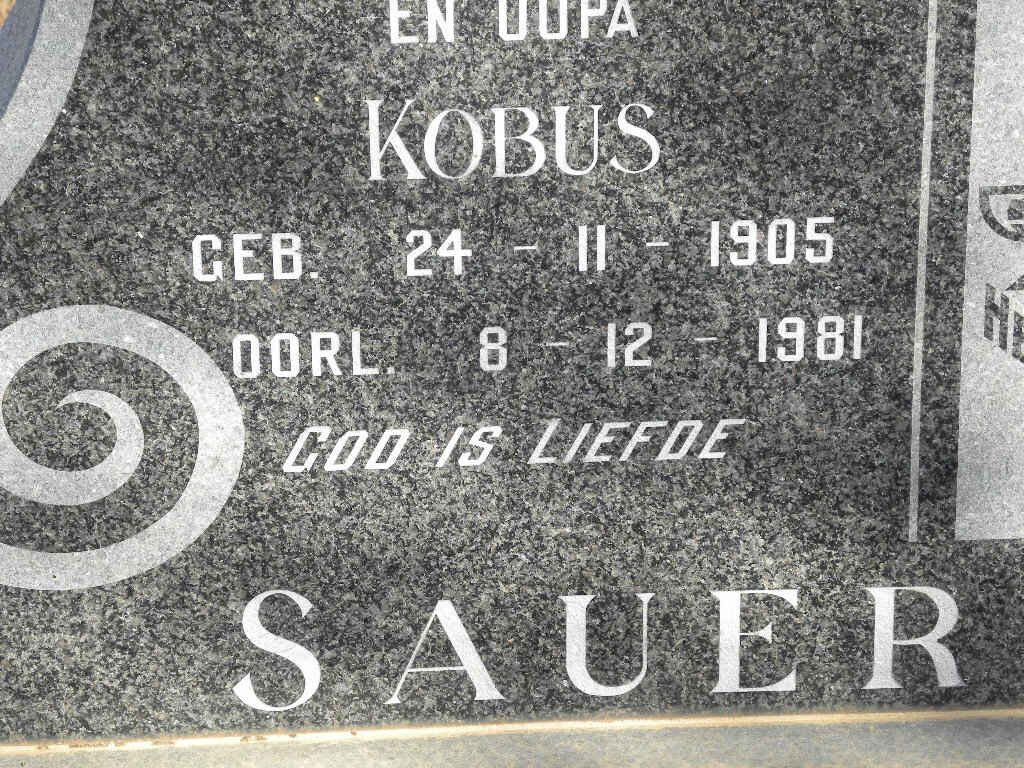 EN OUPA
KOBUS
GEB. 24 - 11 - 1905
OORL. 8 - 12 - 1981
GOD IS LIEFDE
SAUER